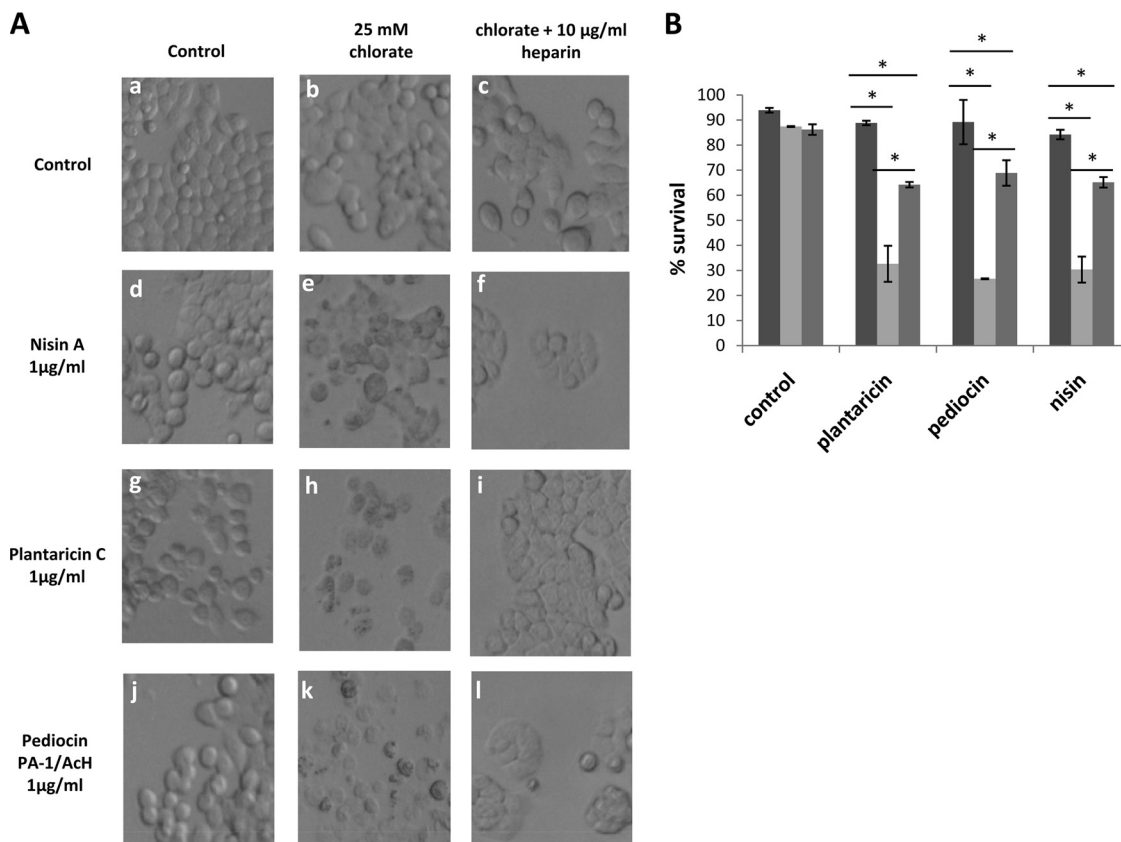 A
Control
25 mM
chlorate
chlorate + 10 µg/ml
heparin
Control
a
b
c
Nisin A
1µg/ml
d
e
f
Plantaricin C
1µg/ml
g
h
i
Pediocin
PA-1/AcH
1µg/ml
j
k
l
B
% survival
100
90
80
70
60
50
40
30
20
10
0
*
*
*
*
*
*
*
*
*
control
plantaricin
pediocin
nisin